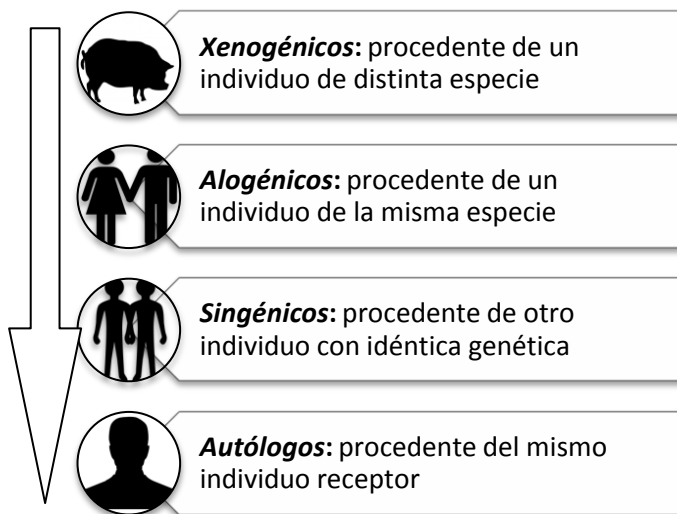 Xenogénicos: procedente de un
individuo de distinta especie
Alogénicos: procedente de un
individuo de la misma especie
Singénicos: procedente de otro
individuo con idéntica genética
Autólogos: procedente del mismo
individuo receptor